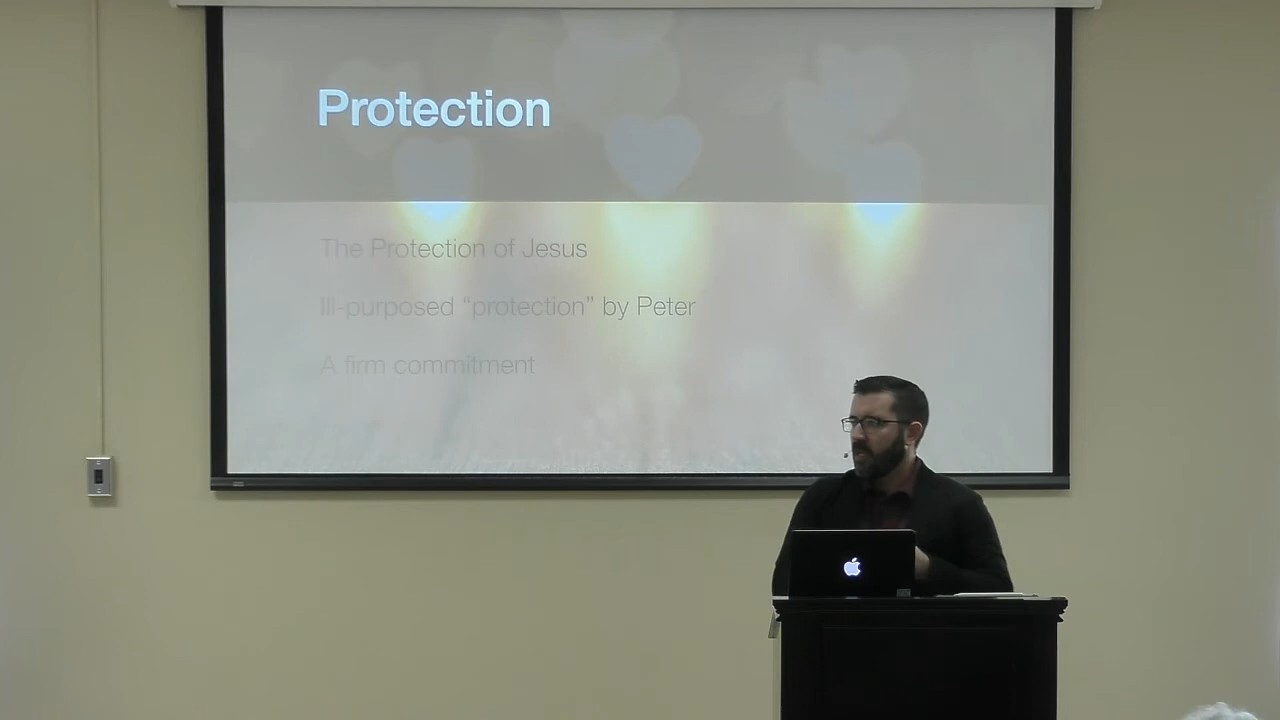 Protection
The Protection of Jesus
Ill-purposed “protection” by Peter
A firm commitment